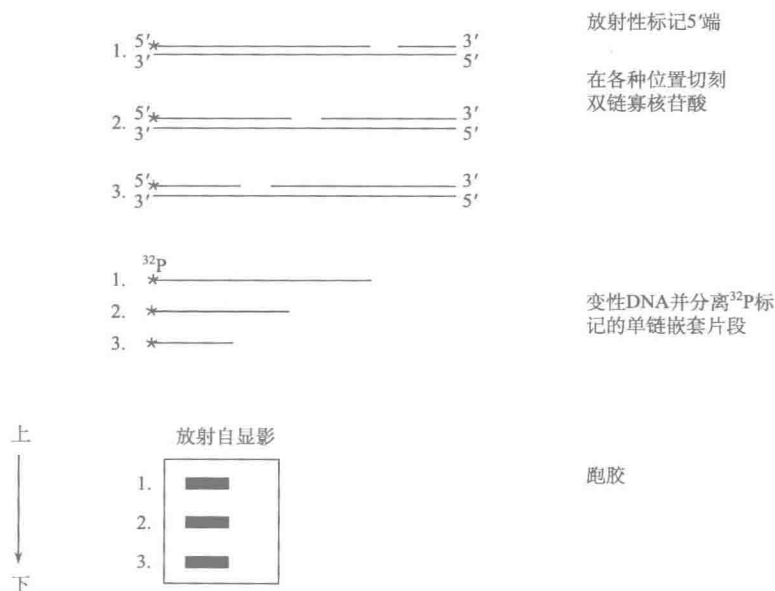 放射性标记5′端
在各种位置切刻
双链寡核苷酸
1. 5′ * 3′
3′ 5′
2. 5′ * 3′
3′ 5′
3. 5′ * 3′
3′ 5′
³²P
1. *
2. *
3. *
变性DNA并分离³²P标
记的单链嵌套片段
上
下
放射自显影
1.
2.
3.
跑胶